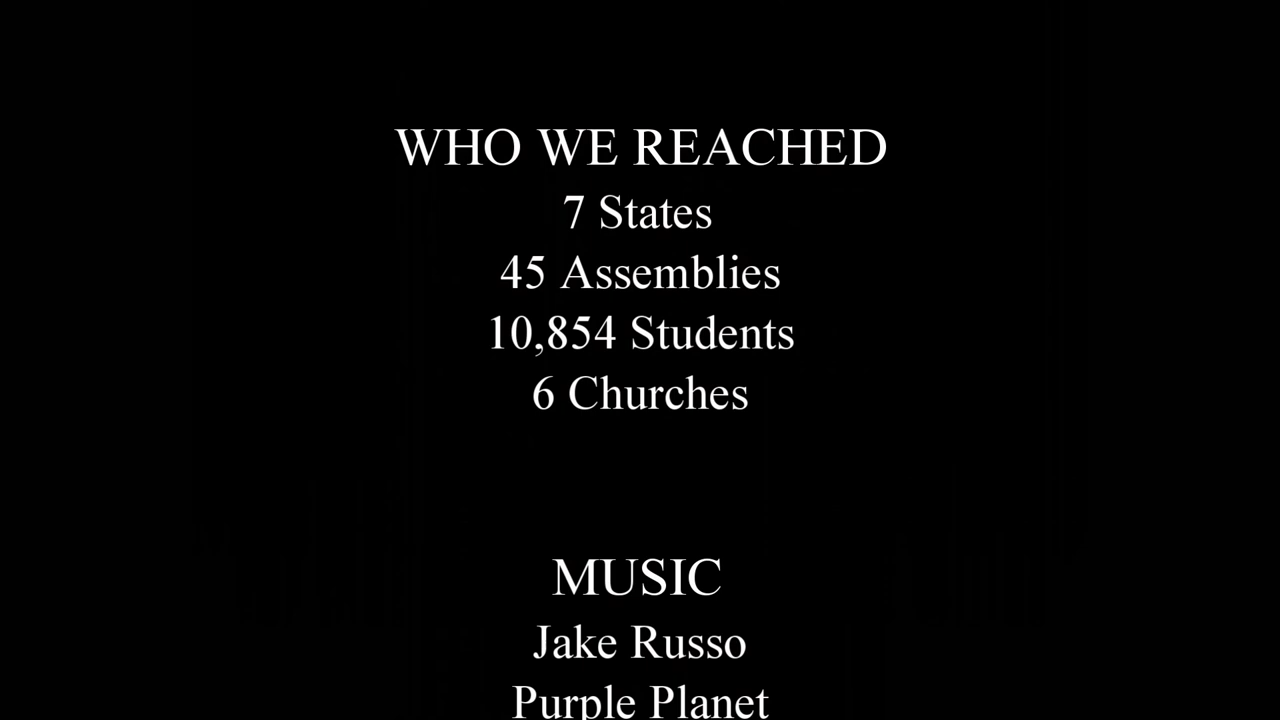 WHO WE REACHED
7 States
45 Assemblies
10,854 Students
6 Churches
MUSIC
Jake Russo
Purple Planet